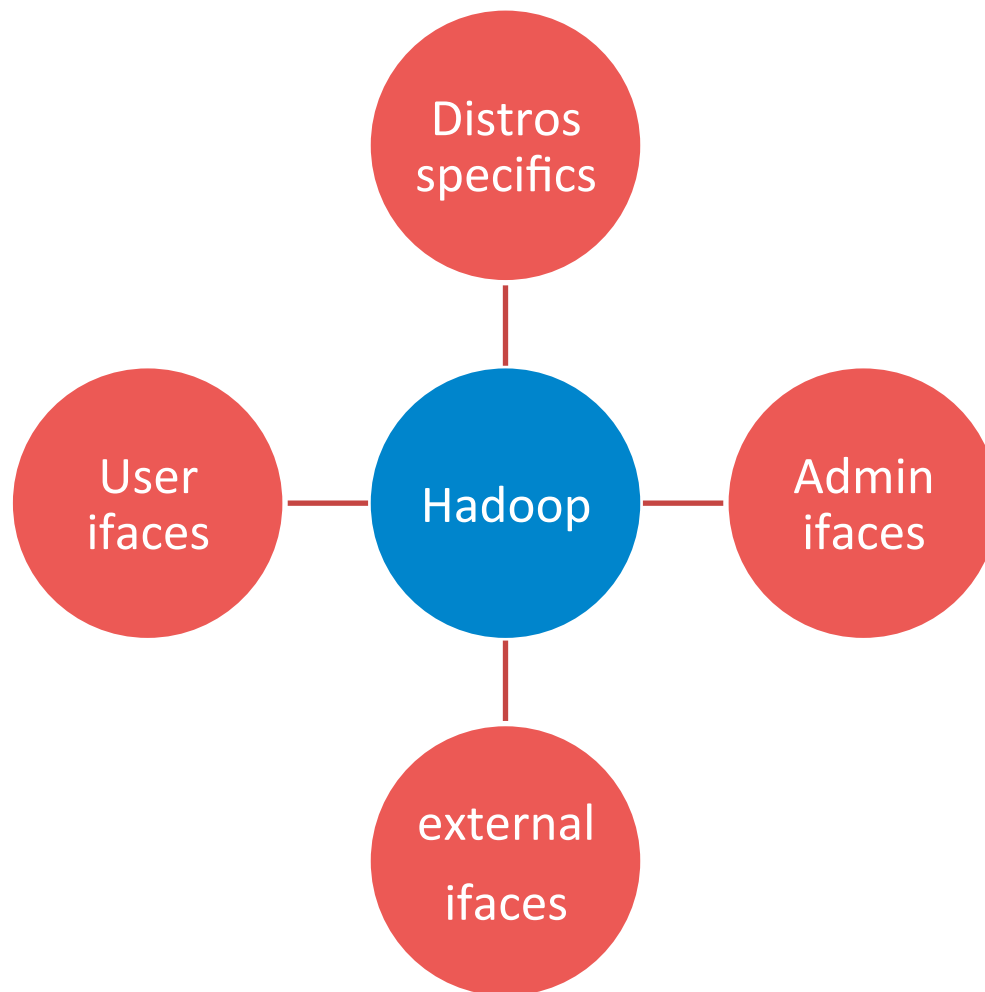 Distros
specifics
User
ifaces
Hadoop
Admin
ifaces
external
ifaces